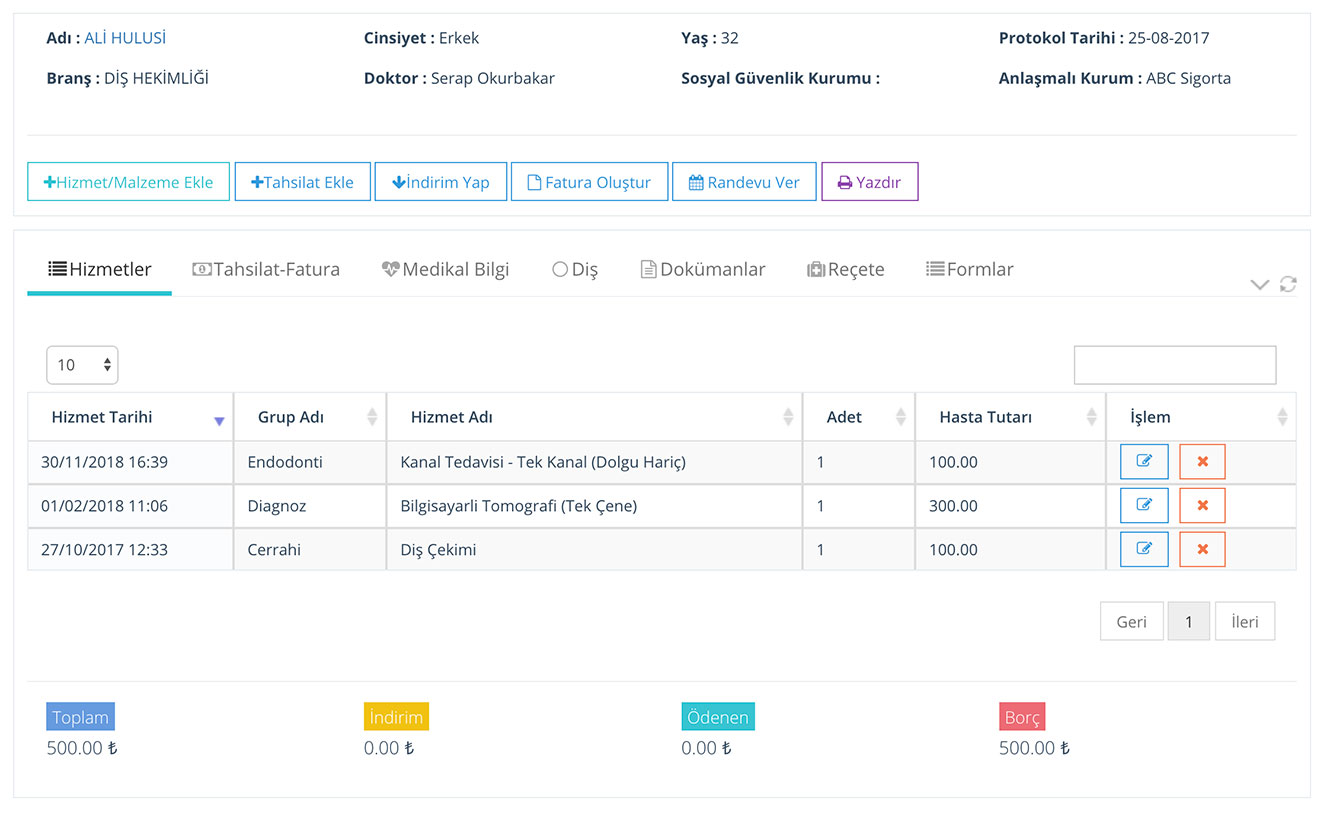 Adı : ALİ HULUSİ Cinsiyet : Erkek Yaş : 32 Protokol Tarihi : 25-08-2017
Branş : DİŞ HEKİMLİĞİ Doktor : Serap Okurbakar Sosyal Güvenlik Kurumu : Anlaşmalı Kurum : ABC Sigorta
+Hizmet/Malzeme Ekle +Tahsilat Ekle İndirim Yap Fatura Oluştur Randevu Ver Yazdır
Hizmetler Tahsilat-Fatura Medikal Bilgi Diş Dokümanlar Reçete Formlar
10
Hizmet Tarihi Grup Adı Hizmet Adı Adet Hasta Tutarı İşlem
30/11/2018 16:39 Endodonti Kanal Tedavisi - Tek Kanal (Dolgu Hariç) 1 100.00
01/02/2018 11:06 Diagnoz Bilgisayarli Tomografi (Tek Çene) 1 300.00
27/10/2017 12:33 Cerrahi Diş Çekimi 1 100.00
Geri 1 İleri
Toplam İndirim Ödenen Borç
500.00 ₺ 0.00 ₺ 0.00 ₺ 500.00 ₺